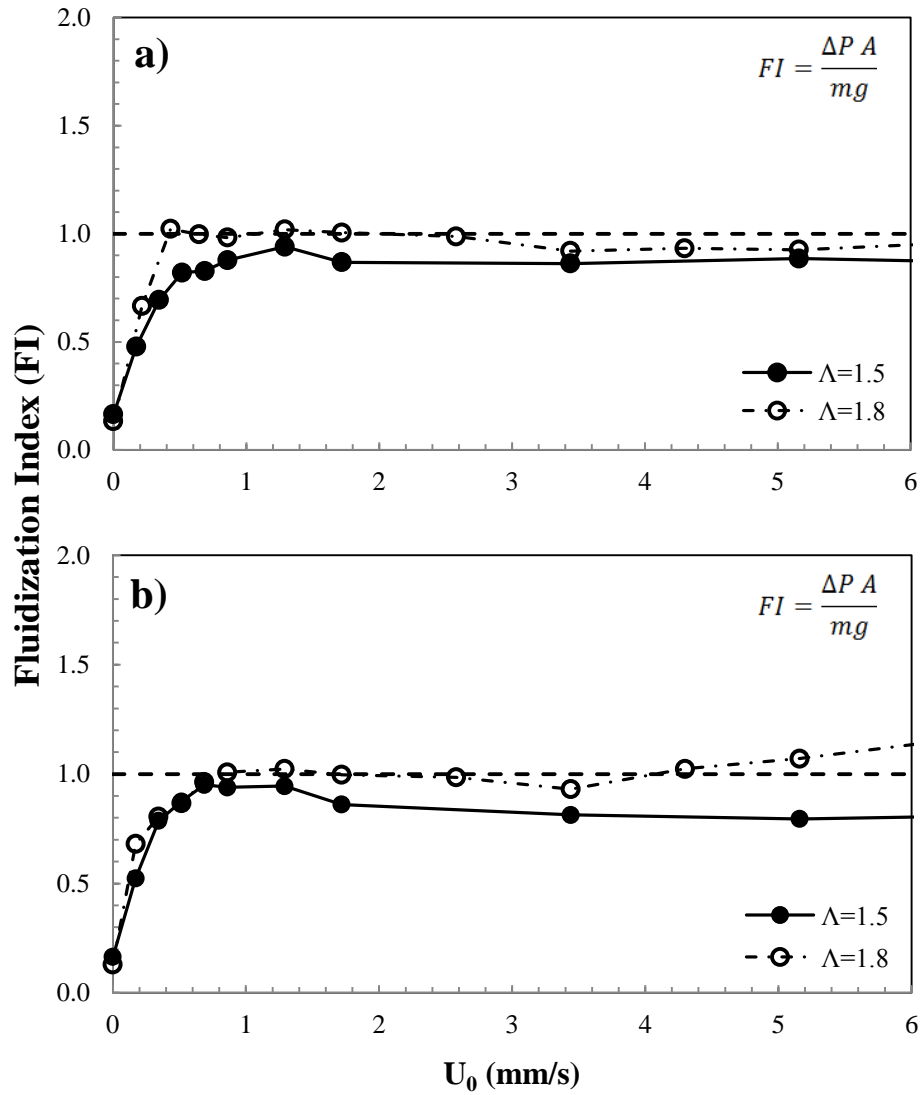 Fluidization Index (FI)
a)
FI = ΔP A / mg
2.0
1.5
1.0
0.5
0.0
0 1 2 3 4 5 6
Λ=1.5
Λ=1.8
b)
FI = ΔP A / mg
2.0
1.5
1.0
0.5
0.0
0 1 2 3 4 5 6
Λ=1.5
Λ=1.8
U₀ (mm/s)